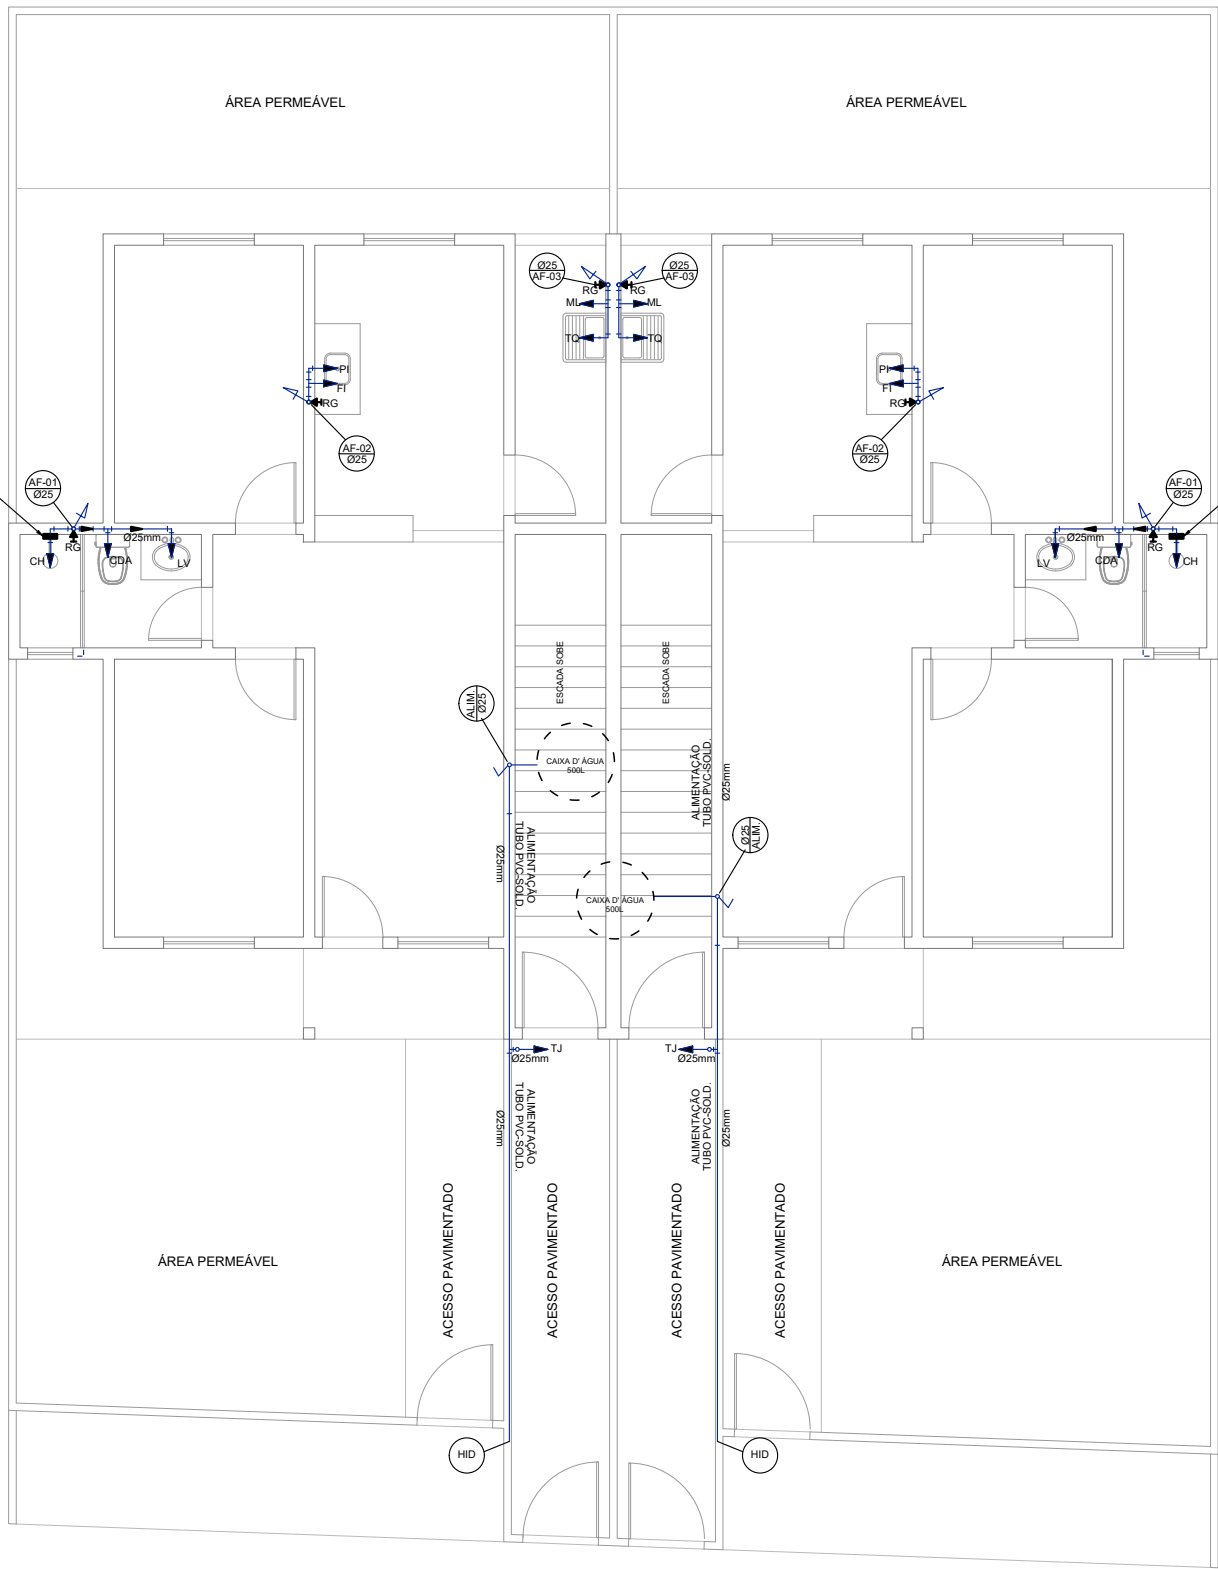 ÁREA PERMEÁVEL
ÁREA PERMEÁVEL
Ø25
AF-03
Ø25
AF-03
RG
RG
ML
ML
TQ
TQ
PI
FI
RG
PI
FI
RG
AF-02
Ø25
AF-02
Ø25
AF-01
Ø25
AF-01
Ø25
Ø25mm
RG
CH
CDA
LV
Ø25mm
RG
LV
CDA
CH
ESCADA SOBE
ESCADA SOBE
ALIM.
Ø25
CAIXA D' ÁGUA
500L
ALIMENTAÇÃO
TUBO PVC-SOLD.
Ø25mm
Ø25
ALIM.
ALIMENTAÇÃO
TUBO PVC-SOLD.
Ø25mm
CAIXA D' ÁGUA
500L
TJ
Ø25mm
TJ
Ø25mm
ALIMENTAÇÃO
TUBO PVC-SOLD.
Ø25mm
ALIMENTAÇÃO
TUBO PVC-SOLD.
Ø25mm
ACESSO PAVIMENTADO
ACESSO PAVIMENTADO
ACESSO PAVIMENTADO
ACESSO PAVIMENTADO
ÁREA PERMEÁVEL
ÁREA PERMEÁVEL
HID
HID